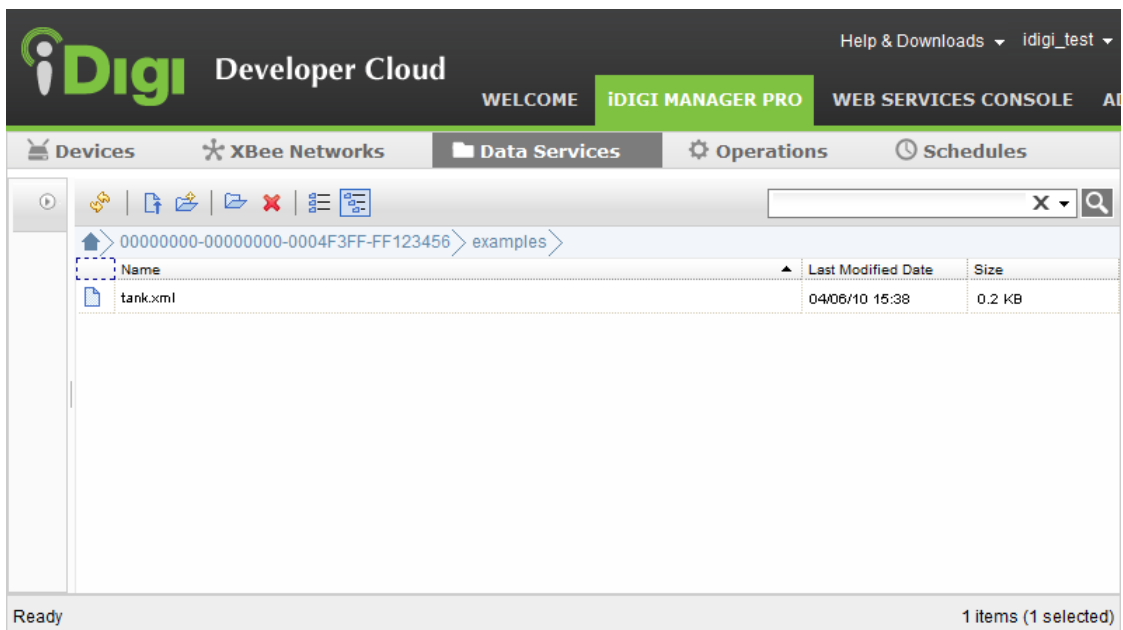 Help & Downloads idigi_test
iDigi Developer Cloud
WELCOME iDIGI MANAGER PRO WEB SERVICES CONSOLE
Devices XBee Networks Data Services Operations Schedules
X
00000000-00000000-0004F3FF-FF123456 examples
Name Last Modified Date Size
tank.xml 04/06/10 15:38 0.2 KB
Ready 1 items (1 selected)